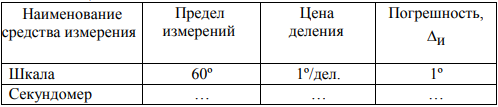 Наименование средства измерения
Предел измерений
Цена деления
Погрешность, Δи
Шкала 60º 1º/дел. 1º
Секундомер … … …